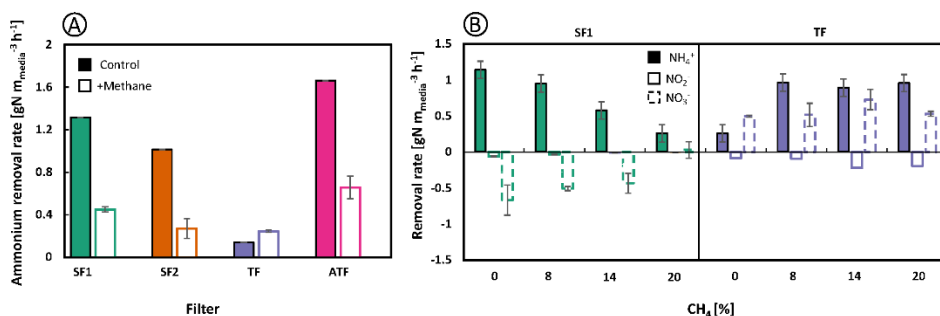 A
Ammonium removal rate [gN m_media^-3 h^-1]
2
1.6
1.2
0.8
0.4
0
Control
+Methane
SF1
SF2
TF
ATF
Filter
B
SF1
TF
Removal rate [gN m_media^-3 h^-1]
1.5
1
0.5
0
-0.5
-1
-1.5
NH₄⁺
NO₂⁻
NO₃⁻
0
8
14
20
0
8
14
20
CH₄ [%]